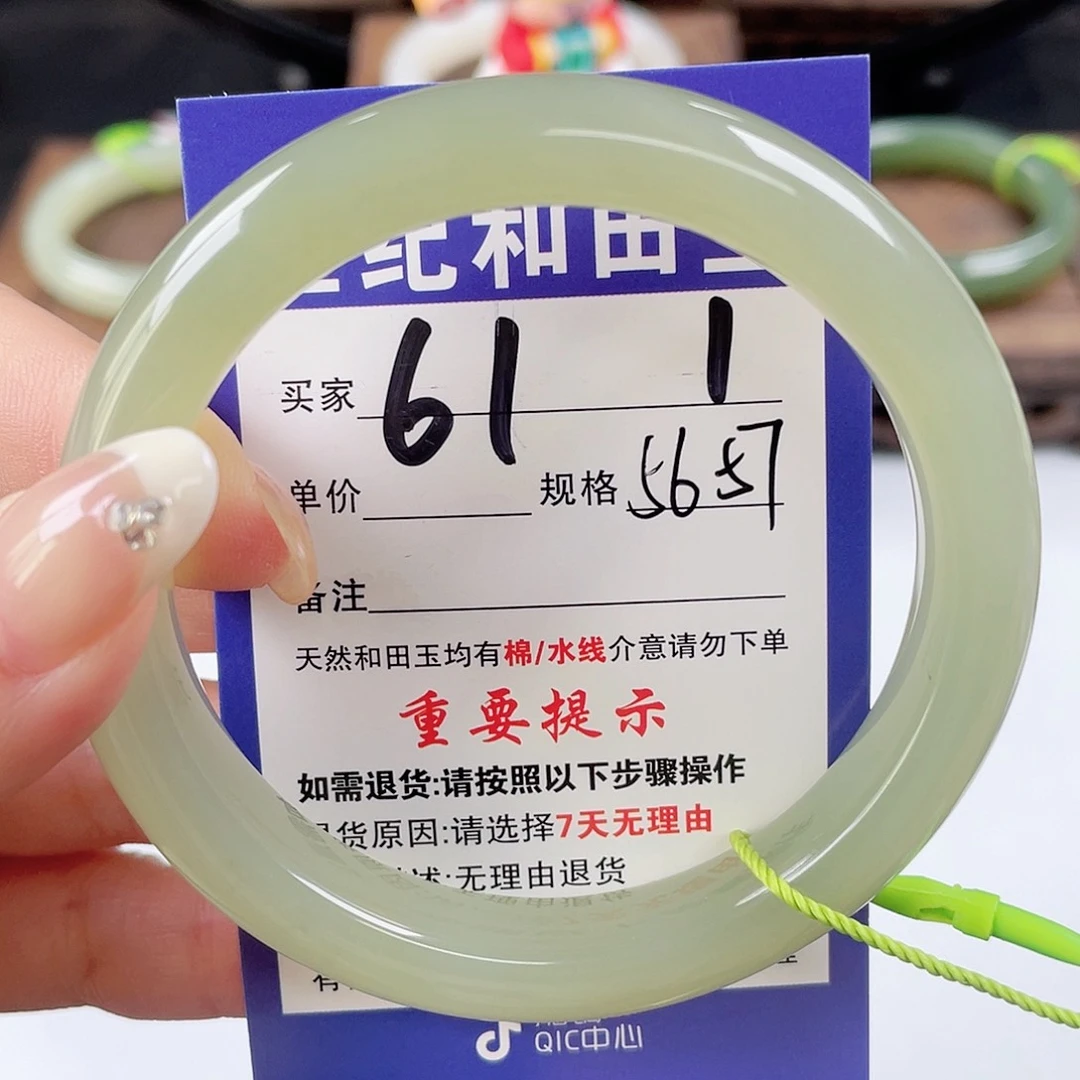 纪和田
买家 61 1
单价 规格 56 57
备注
天然和田玉均有棉/水线介意请勿下单
重要提示
如需退货:请按照以下步骤操作
货原因:请选择7天无理由
述:无理由退货
有
QIC中心